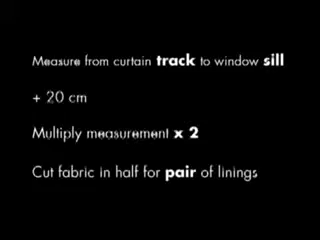 Measure from curtain track to window sill
+ 20 cm
Multiply measurement x 2
Cut fabric in half for pair of linings